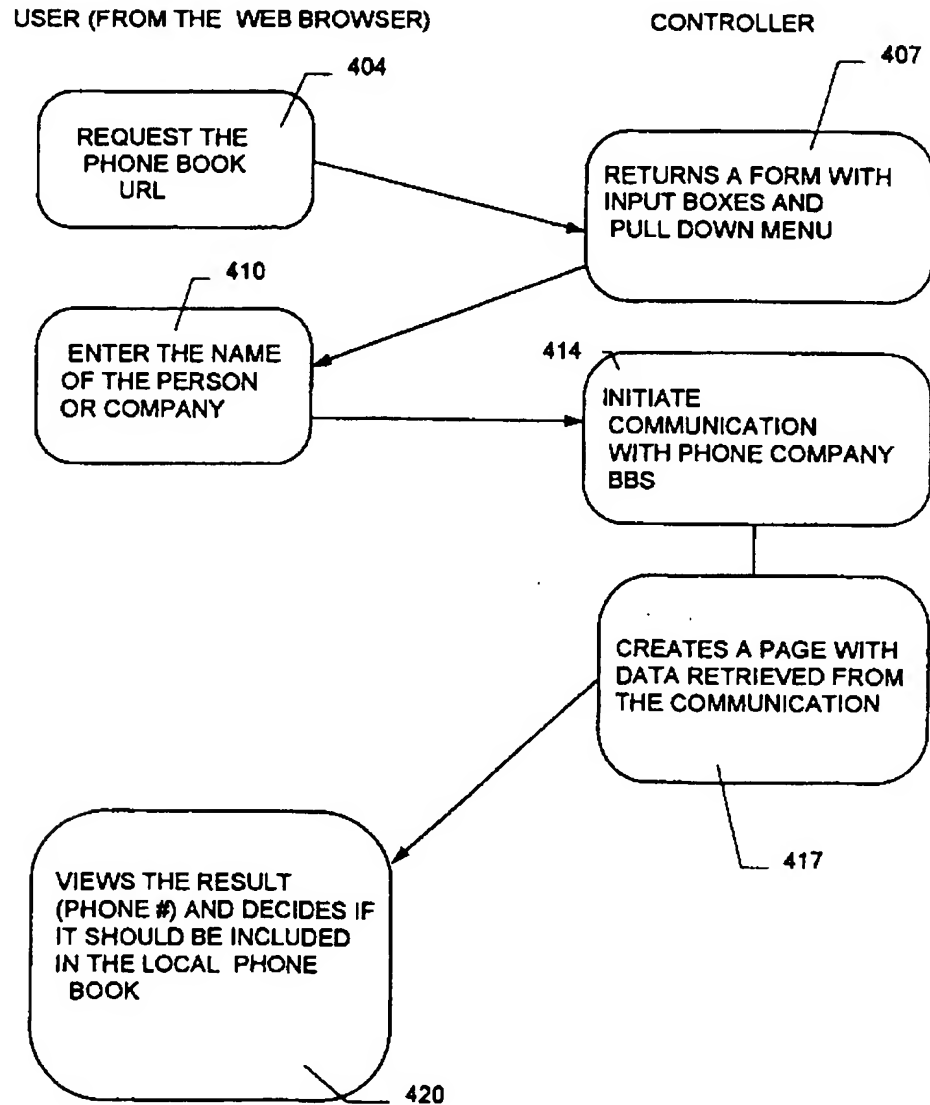 USER (FROM THE WEB BROWSER)
CONTROLLER
404
407
REQUEST THE
PHONE BOOK
URL
RETURNS A FORM WITH
INPUT BOXES AND
PULL DOWN MENU
410
ENTER THE NAME
OF THE PERSON
OR COMPANY
414
INITIATE
COMMUNICATION
WITH PHONE COMPANY
BBS
CREATES A PAGE WITH
DATA RETRIEVED FROM
THE COMMUNICATION
417
VIEWS THE RESULT
(PHONE #) AND DECIDES IF
IT SHOULD BE INCLUDED
IN THE LOCAL PHONE
BOOK
420